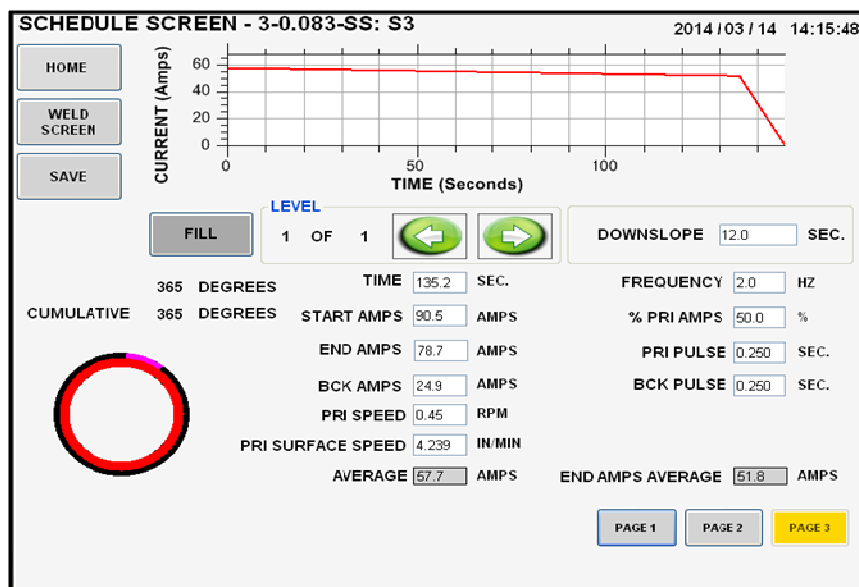 SCHEDULE SCREEN - 3-0.083-SS: S3
2014 / 03 / 14 14:15:48
HOME
WELD SCREEN
SAVE
CURRENT (Amps)
60
40
20
0
0 50 100
TIME (Seconds)
FILL
LEVEL
1 OF 1
DOWNSLOPE 12.0 SEC.
365 DEGREES
CUMULATIVE 365 DEGREES
TIME 135.2 SEC.
START AMPS 90.5 AMPS
END AMPS 78.7 AMPS
BCK AMPS 24.9 AMPS
PRI SPEED 0.45 RPM
PRI SURFACE SPEED 4.239 IN/MIN
AVERAGE 57.7 AMPS
FREQUENCY 2.0 HZ
% PRI AMPS 50.0 %
PRI PULSE 0.250 SEC.
BCK PULSE 0.250 SEC.
END AMPS AVERAGE 51.8 AMPS
PAGE 1 PAGE 2 PAGE 3